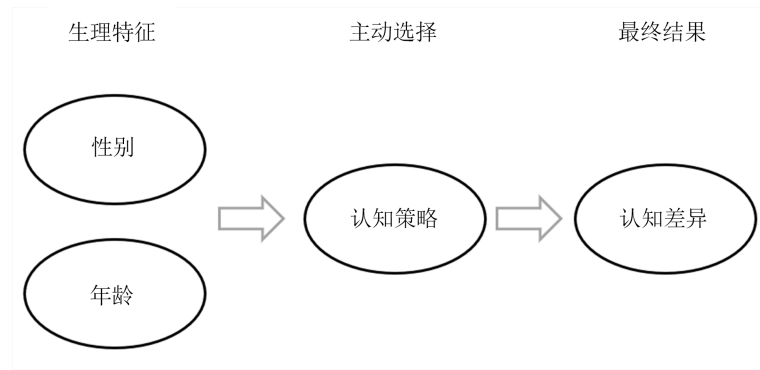 生理特征
主动选择
最终结果
性别
年龄
认知策略
认知差异